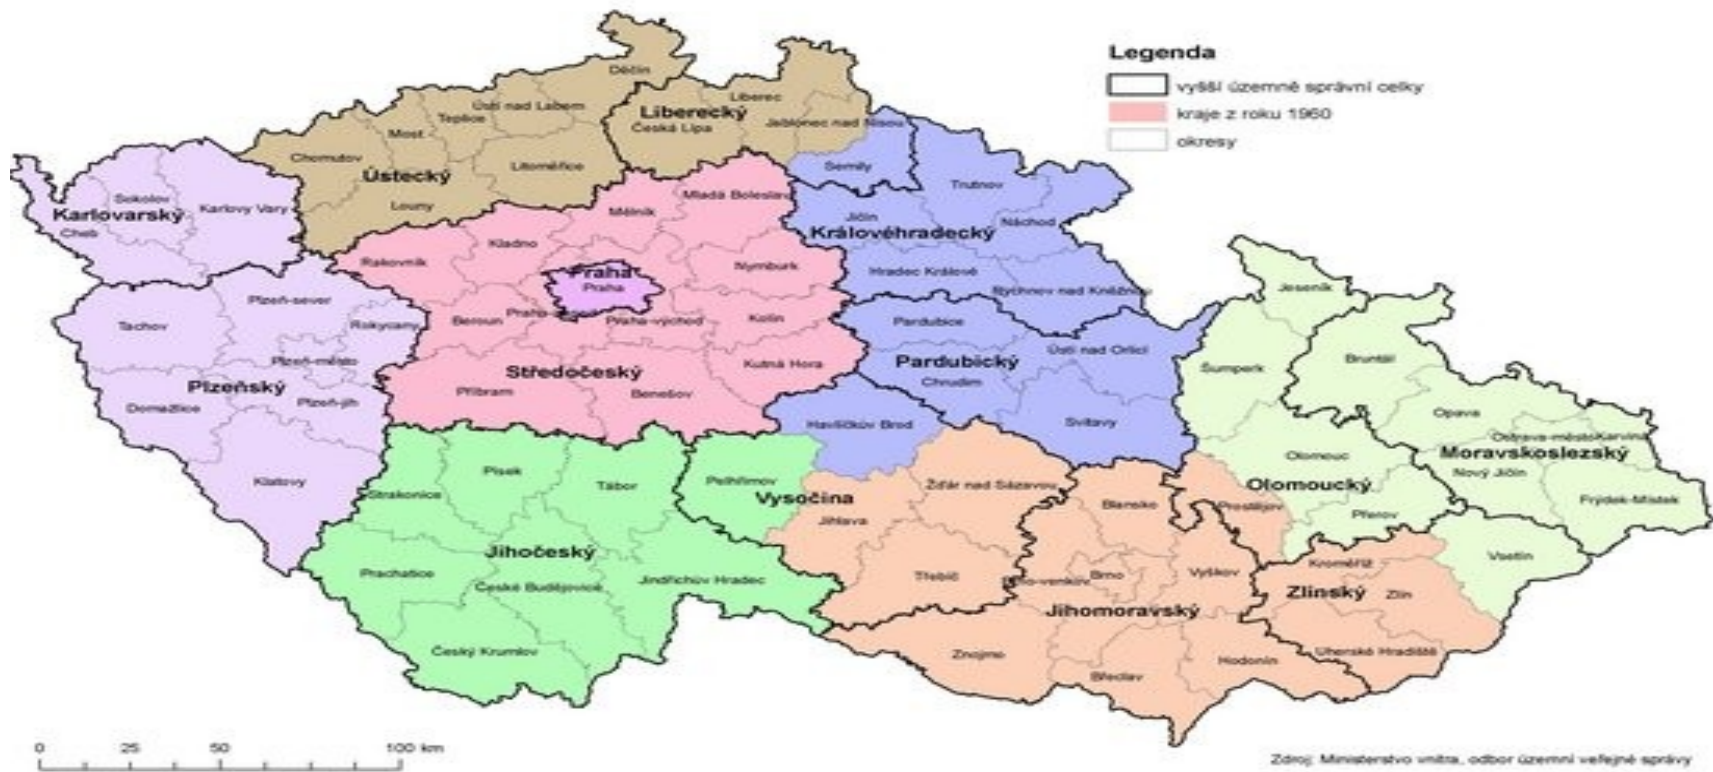 Legenda
vyšší územně správní celky
kraje z roku 1960
okresy
Děčín
Liberec
Liberecký
Česká Lípa
Jablonec nad Nisou
Ústí nad Labem
Teplice
Most
Chomutov
Litoměřice
Ústecký
Louny
Semily
Trutnov
Sokolov
Karlovy Vary
Karlovarský
Cheb
Mladá Boleslav
Mělník
Kladno
Rakovník
Jičín
Náchod
Královéhradecký
Hradec Králové
Rychnov nad Kněžnou
Praha
Praha
Nymburk
Beroun
Praha-východ
Kolín
Kutná Hora
Středočeský
Příbram
Benešov
Plzeň-sever
Tachov
Rokycany
Plzeň-město
Plzeňský
Domažlice
Plzeň-jih
Klatovy
Pardubice
Ústí nad Orlicí
Pardubický
Chrudim
Svitavy
Havlíčkův Brod
Jeseník
Šumperk
Bruntál
Opava
Ostrava-město
Karviná
Moravskoslezský
Nový Jičín
Frýdek-Místek
Olomouc
Olomoucký
Přerov
Prostějov
Písek
Strakonice
Tábor
Pelhřimov
Vysočina
Žďár nad Sázavou
Jihlava
Třebíč
Jihočeský
Prachatice
České Budějovice
Jindřichův Hradec
Český Krumlov
Blansko
Brno-venkov
Brno
Vyškov
Jihomoravský
Znojmo
Břeclav
Hodonín
Kroměříž
Vsetín
Zlínský
Zlín
Uherské Hradiště
0 25 50 100 km
Zdroj: Ministerstvo vnitra, odbor územní veřejné správy